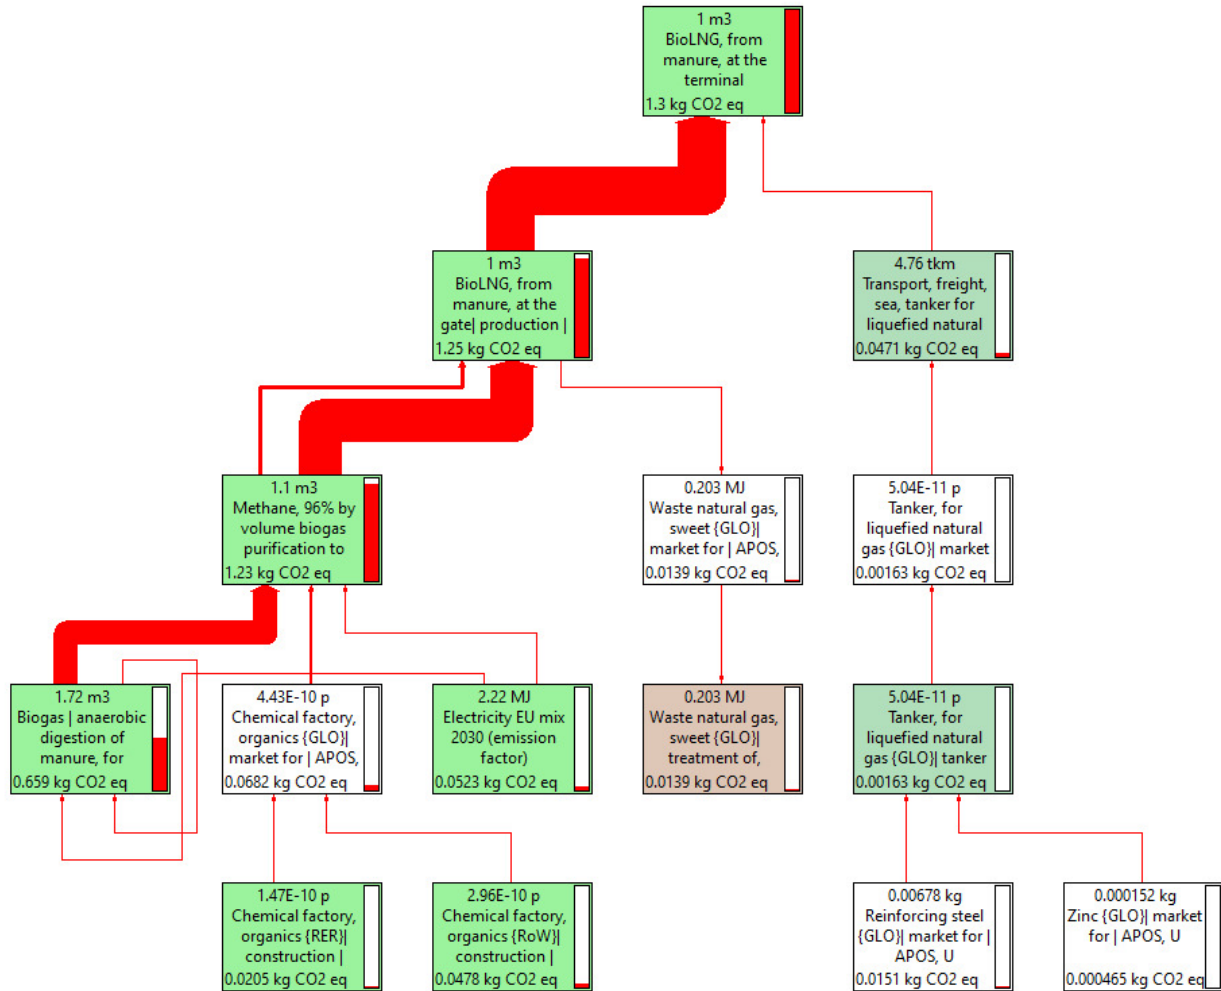 1 m3
BioLNG, from
manure, at the
terminal
1.3 kg CO2 eq
1 m3
BioLNG, from
manure, at the
gate| production |
1.25 kg CO2 eq
4.76 tkm
Transport, freight,
sea, tanker for
liquefied natural
0.0471 kg CO2 eq
1.1 m3
Methane, 96% by
volume biogas
purification to
1.23 kg CO2 eq
0.203 MJ
Waste natural gas,
sweet {GLO}|
market for | APOS,
0.0139 kg CO2 eq
5.04E-11 p
Tanker, for
liquefied natural
gas {GLO}| market
0.00163 kg CO2 eq
1.72 m3
Biogas | anaerobic
digestion of
manure, for
0.659 kg CO2 eq
4.43E-10 p
Chemical factory,
organics {GLO}|
market for | APOS,
0.0682 kg CO2 eq
2.22 MJ
Electricity EU mix
2030 (emission
factor)
0.0523 kg CO2 eq
0.203 MJ
Waste natural gas,
sweet {GLO}|
treatment of,
0.0139 kg CO2 eq
5.04E-11 p
Tanker, for
liquefied natural
gas {GLO}| tanker
0.00163 kg CO2 eq
1.47E-10 p
Chemical factory,
organics {RER}|
construction |
0.0205 kg CO2 eq
2.96E-10 p
Chemical factory,
organics {RoW}|
construction |
0.0478 kg CO2 eq
0.00678 kg
Reinforcing steel
{GLO}| market for |
APOS, U
0.0151 kg CO2 eq
0.000152 kg
Zinc {GLO}| market
for | APOS, U
0.000465 kg CO2 eq